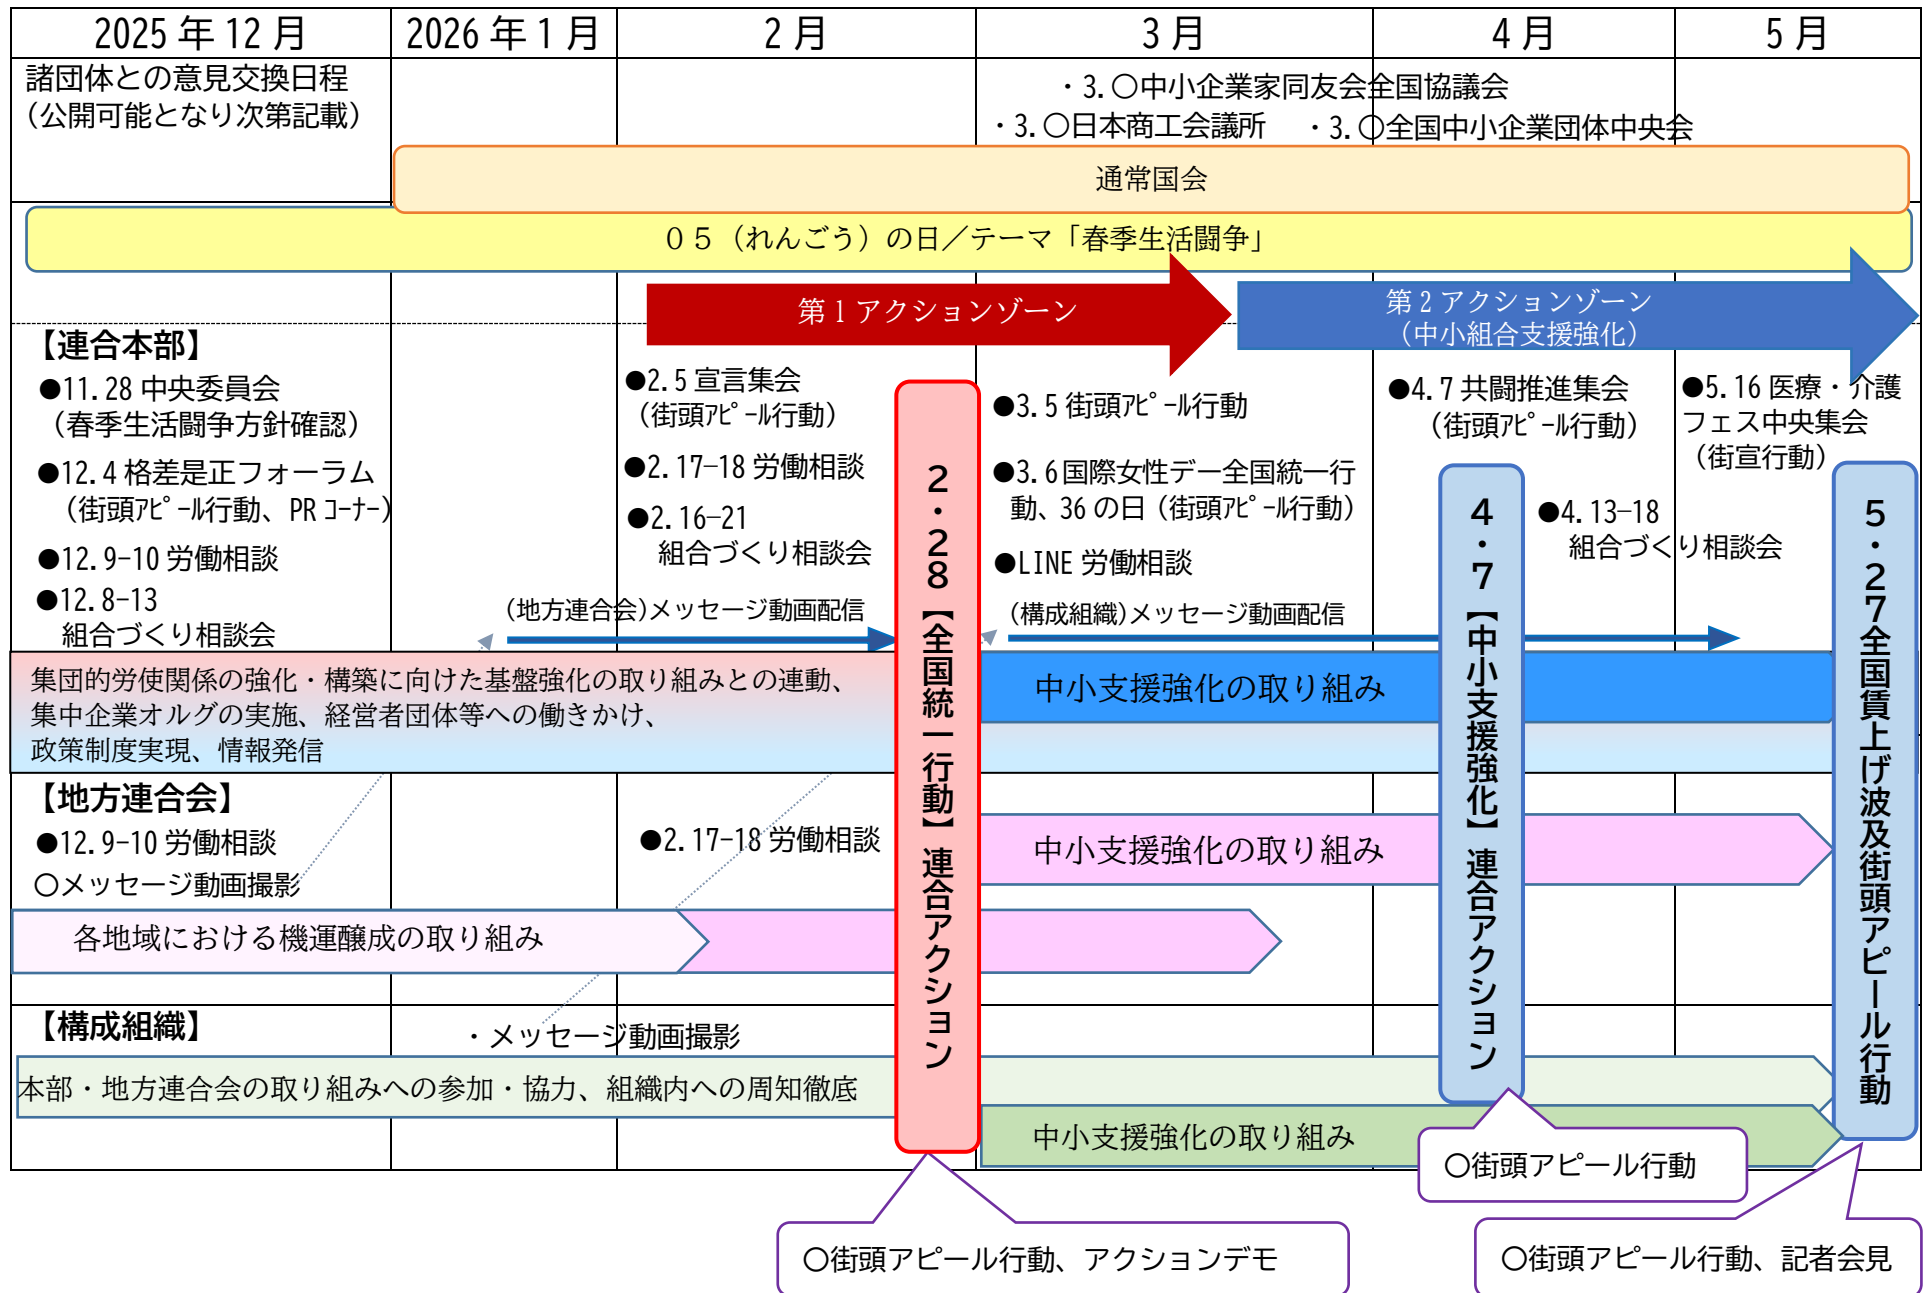 2025年12月
2026年1月
2月
3月
4月
5月
諸団体との意見交換日程
(公開可能となり次第記載)
・3.○中小企業家同友会全国協議会
・3.○日本商工会議所
・3.○全国中小企業団体中央会
通常国会
０５（れんごう）の日／テーマ「春季生活闘争」
第1アクションゾーン
第2アクションゾーン
（中小組合支援強化）
【連合本部】
●11.28中央委員会
（春季生活闘争方針確認）
●12.4格差是正フォーラム
（街頭ｱﾋﾟｰﾙ行動、PRｺｰﾅｰ）
●12.9-10労働相談
●12.8-13
組合づくり相談会
●2.5宣言集会
（街頭ｱﾋﾟｰﾙ行動）
●2.17-18労働相談
●2.16-21
組合づくり相談会
●3.5街頭ｱﾋﾟｰﾙ行動
●3.6国際女性デー全国統一行
動、36の日（街頭ｱﾋﾟｰﾙ行動）
●LINE労働相談
●4.7共闘推進集会
（街頭ｱﾋﾟｰﾙ行動）
●4.13-18
組合づくり相談会
●5.16医療・介護
フェス中央集会
（街宣行動）
(地方連合会)メッセージ動画配信
(構成組織)メッセージ動画配信
集団的労使関係の強化・構築に向けた基盤強化の取り組みとの連動、
集中企業オルグの実施、経営者団体等への働きかけ、
政策制度実現、情報発信
中小支援強化の取り組み
2・28【全国統一行動】連合アクション
4・7【中小支援強化】連合アクション
5・27全国賃上げ波及街頭アピール行動
【地方連合会】
●12.9-10労働相談
○メッセージ動画撮影
●2.17-18労働相談
中小支援強化の取り組み
各地域における機運醸成の取り組み
【構成組織】
・メッセージ動画撮影
本部・地方連合会の取り組みへの参加・協力、組織内への周知徹底
中小支援強化の取り組み
○街頭アピール行動
○街頭アピール行動、アクションデモ
○街頭アピール行動、記者会見